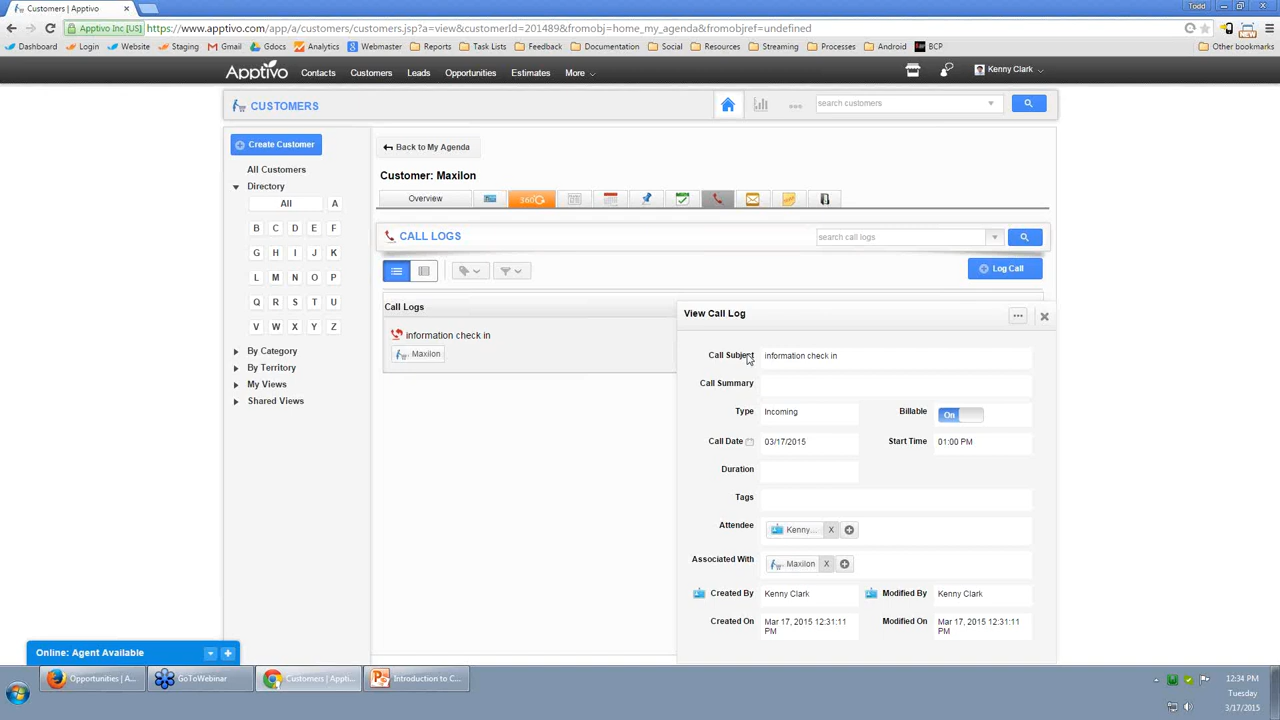 Customers | Apptivo
Todd
Apptivo Inc [US] https://www.apptivo.com/app/a/customers/customers.jsp?a=view&customerId=201489&fromobj=home_my_agenda&fromobjref=undefined
Dashboard Login Website Staging Gmail Gdocs Analytics Webmaster Reports Task Lists Feedback Documentation Social Resources Streaming Processes Android BCP Other bookmarks
Apptivo Contacts Customers Leads Opportunities Estimates More Kenny Clark
CUSTOMERS search customers
Create Customer
All Customers
Directory
All A
B C D E F
G H I J K
L M N O P
Q R S T U
V W X Y Z
By Category
By Territory
My Views
Shared Views
Back to My Agenda
Customer: Maxilon
Overview 360
CALL LOGS search call logs
Log Call
Call Logs
information check in
Maxilon
View Call Log
Call Subject information check in
Call Summary
Type Incoming Billable On
Call Date 03/17/2015 Start Time 01:00 PM
Duration
Tags
Attendee Kenny... X
Associated With Maxilon X
Created By Kenny Clark Modified By Kenny Clark
Created On Mar 17, 2015 12:31:11 PM Modified On Mar 17, 2015 12:31:11 PM
Online: Agent Available
Opportunities | A... GoToWebinar Customers | Appti... Introduction to C...
12:34 PM
Tuesday
3/17/2015